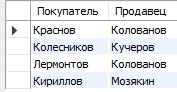 Покупатель Продавец
Краснов Колованов
Колесников Кучеров
Лермонтов Колованов
Кириллов Мозякин